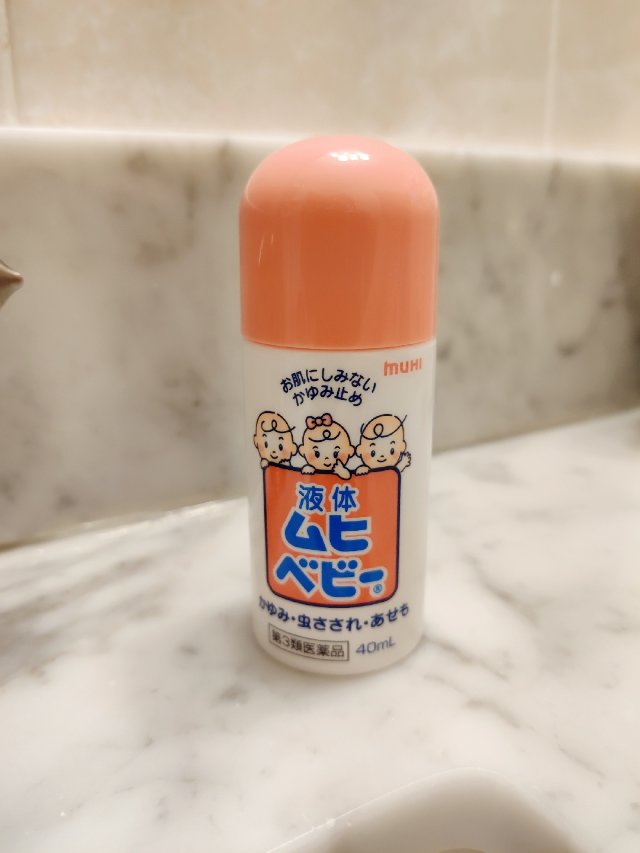 muHI
お肌にしみない
かゆみ止め
液体
ムヒ
ベビー®
かゆみ・虫さされ・あせも
第3類医薬品 40mL